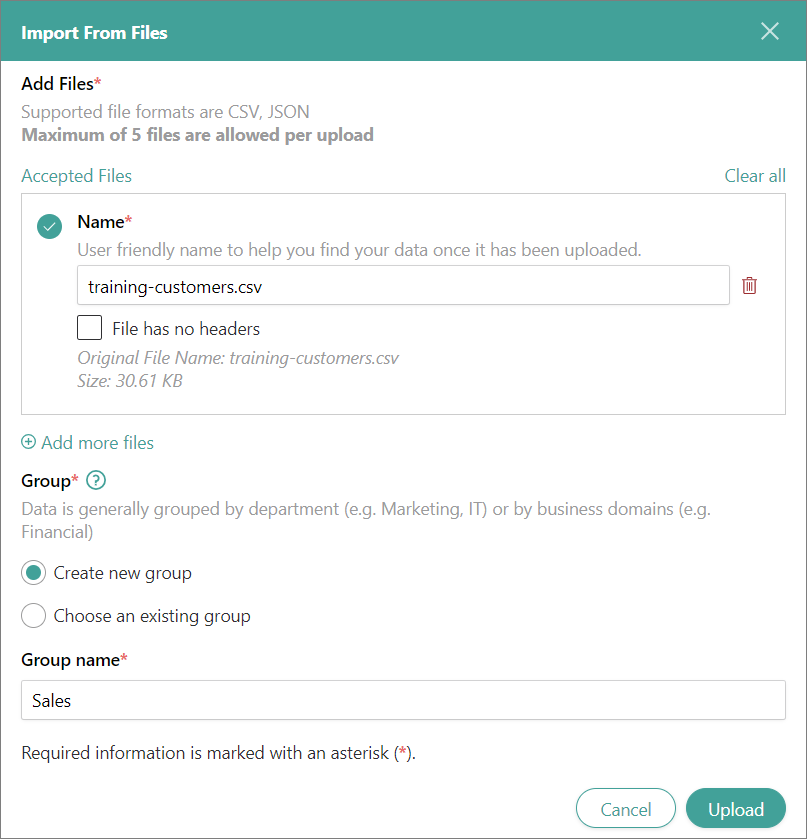 Import From Files
Add Files*
Supported file formats are CSV, JSON
Maximum of 5 files are allowed per upload
Accepted Files
Clear all
Name*
User friendly name to help you find your data once it has been uploaded.
training-customers.csv
File has no headers
Original File Name: training-customers.csv
Size: 30.61 KB
Add more files
Group* ?
Data is generally grouped by department (e.g. Marketing, IT) or by business domains (e.g.
Financial)
Create new group
Choose an existing group
Group name*
Sales
Required information is marked with an asterisk (*).
Cancel
Upload